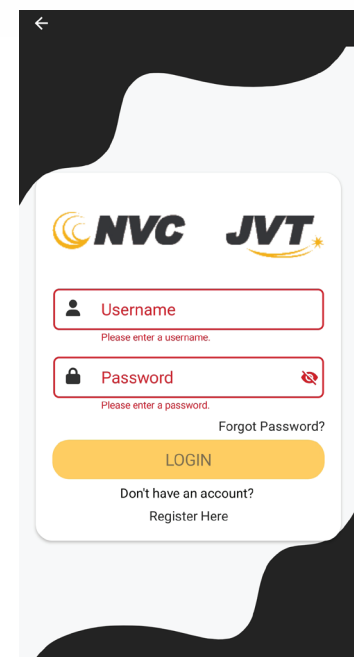 NVC JVT
Username
Please enter a username.
Password
Please enter a password.
Forgot Password?
LOGIN
Don't have an account?
Register Here